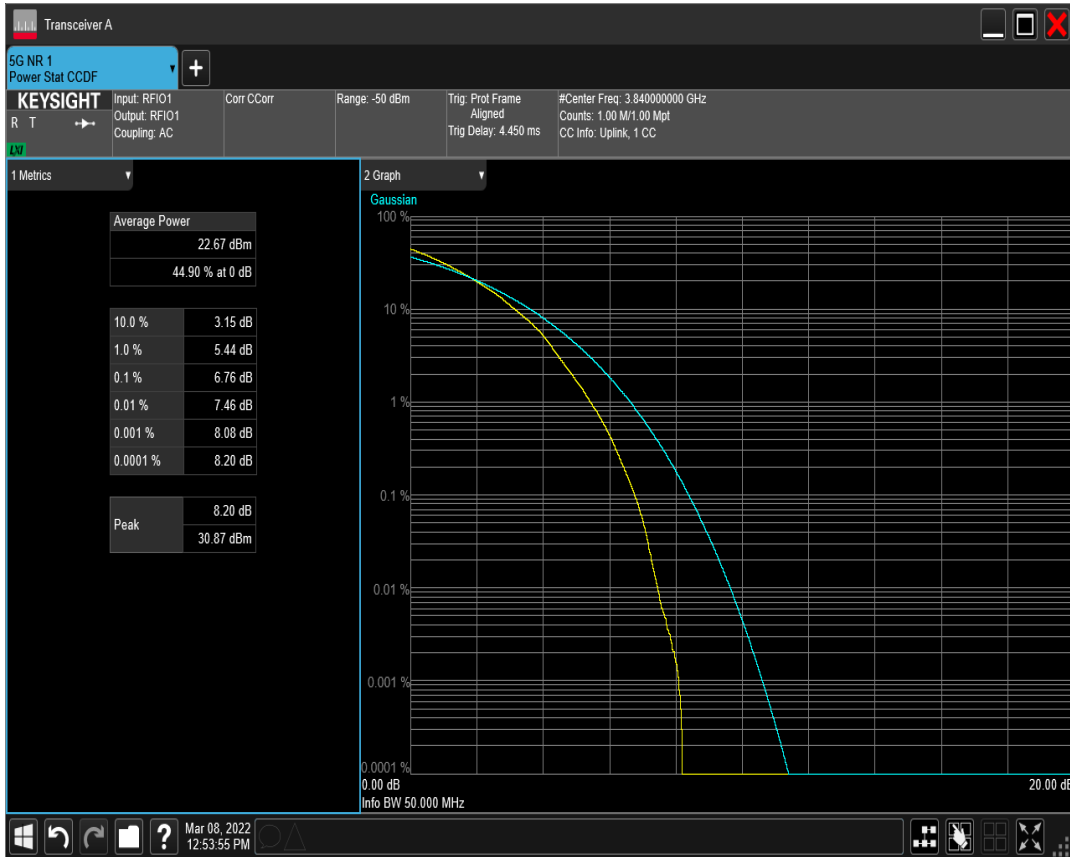 Transceiver A
5G NR 1
Power Stat CCDF
+
KEYSIGHT
R T
LXI
Input: RFIO1
Output: RFIO1
Coupling: AC
Corr CCorr
Range: -50 dBm
Trig: Prot Frame
Aligned
Trig Delay: 4.450 ms
#Center Freq: 3.840000000 GHz
Counts: 1.00 M/1.00 Mpt
CC Info: Uplink, 1 CC
1 Metrics
Average Power
22.67 dBm
44.90 % at 0 dB
10.0 % 3.15 dB
1.0 % 5.44 dB
0.1 % 6.76 dB
0.01 % 7.46 dB
0.001 % 8.08 dB
0.0001 % 8.20 dB
Peak 8.20 dB
30.87 dBm
2 Graph
Gaussian
100 %
10 %
1 %
0.1 %
0.01 %
0.001 %
0.0001 %
0.00 dB 20.00 dB
Info BW 50.000 MHz
?
Mar 08, 2022
12:53:55 PM